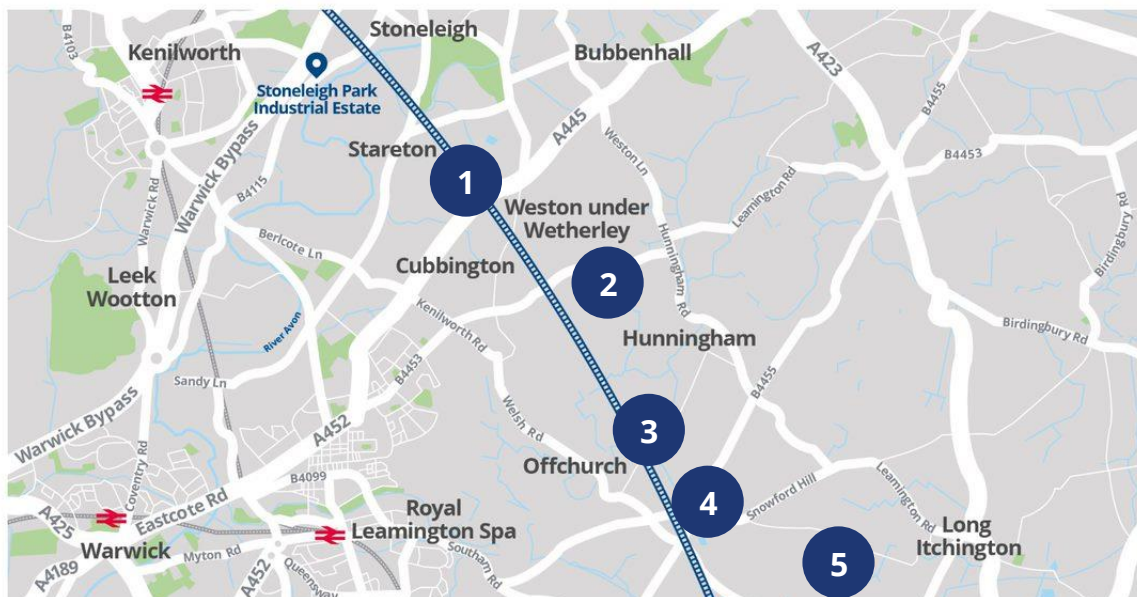 B4103
Kenilworth
Stoneleigh
Bubbenhall
A423
B4455
Stoneleigh Park
Industrial Estate
Warwick Bypass
Stareton
A445
Weston Ln
B4453
Leamington Rd
Birdingbury Rd
1
B4115
Warwick Rd
Weston under
Wetherley
Hunningham Rd
Berlcote Ln
Cubbington
2
Leek
Wootton
River Avon
Kenilworth Rd
Hunningham
Birdingbury Rd
Sandy Ln
B4453
B4455
Warwick Bypass
A452
Welsh Rd
3
Coventry Rd
B4099
Offchurch
Eastcote Rd
4
Snowford Hill
Leamington Rd
A425
Royal
Leamington Spa
Long
Itchington
Warwick
Myton Rd
Southam Rd
5
A4189
A452
Queensway